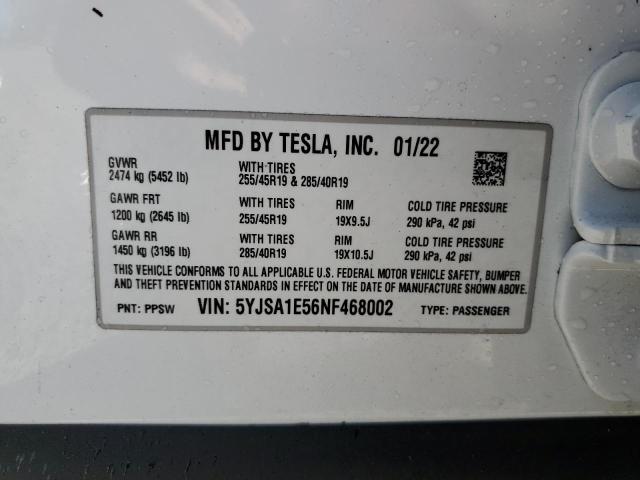 MFD BY TESLA, INC. 01/22
GVWR WITH TIRES
2474 kg (5452 lb) 255/45R19 & 285/40R19
GAWR FRT WITH TIRES RIM COLD TIRE PRESSURE
1200 kg (2645 lb) 255/45R19 19X9.5J 290 kPa, 42 psi
GAWR RR WITH TIRES RIM COLD TIRE PRESSURE
1450 kg (3196 lb) 285/40R19 19X10.5J 290 kPa, 42 psi
THIS VEHICLE CONFORMS TO ALL APPLICABLE U.S. FEDERAL MOTOR VEHICLE SAFETY, BUMPER
AND THEFT PREVENTION STANDARDS IN EFFECT ON THE DATE OF MANUFACTURE SHOWN ABOVE.
PNT: PPSW VIN: 5YJSA1E56NF468002 TYPE: PASSENGER